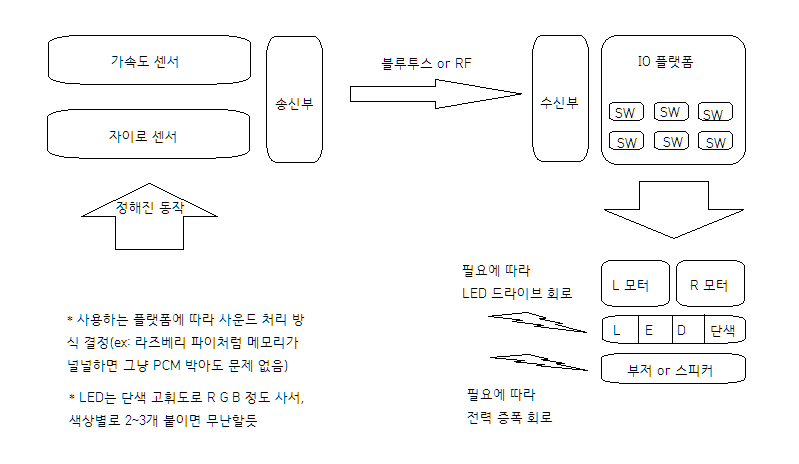 가속도 센서
자이로 센서
송신부
블루투스 or RF
수신부
IO 플랫폼
SW SW SW
SW SW SW
정해진 동작
필요에 따라
LED 드라이브 회로
L 모터
R 모터
L E D 단색
부저 or 스피커
필요에 따라
전력 증폭 회로
* 사용하는 플랫폼에 따라 사운드 처리 방
식 결정(ex: 라즈베리 파이처럼 메모리가
널널하면 그냥 PCM 박아도 문제 없음)
* LED는 단색 고휘도로 R G B 정도 사서,
색상별로 2~3개 붙이면 무난할듯